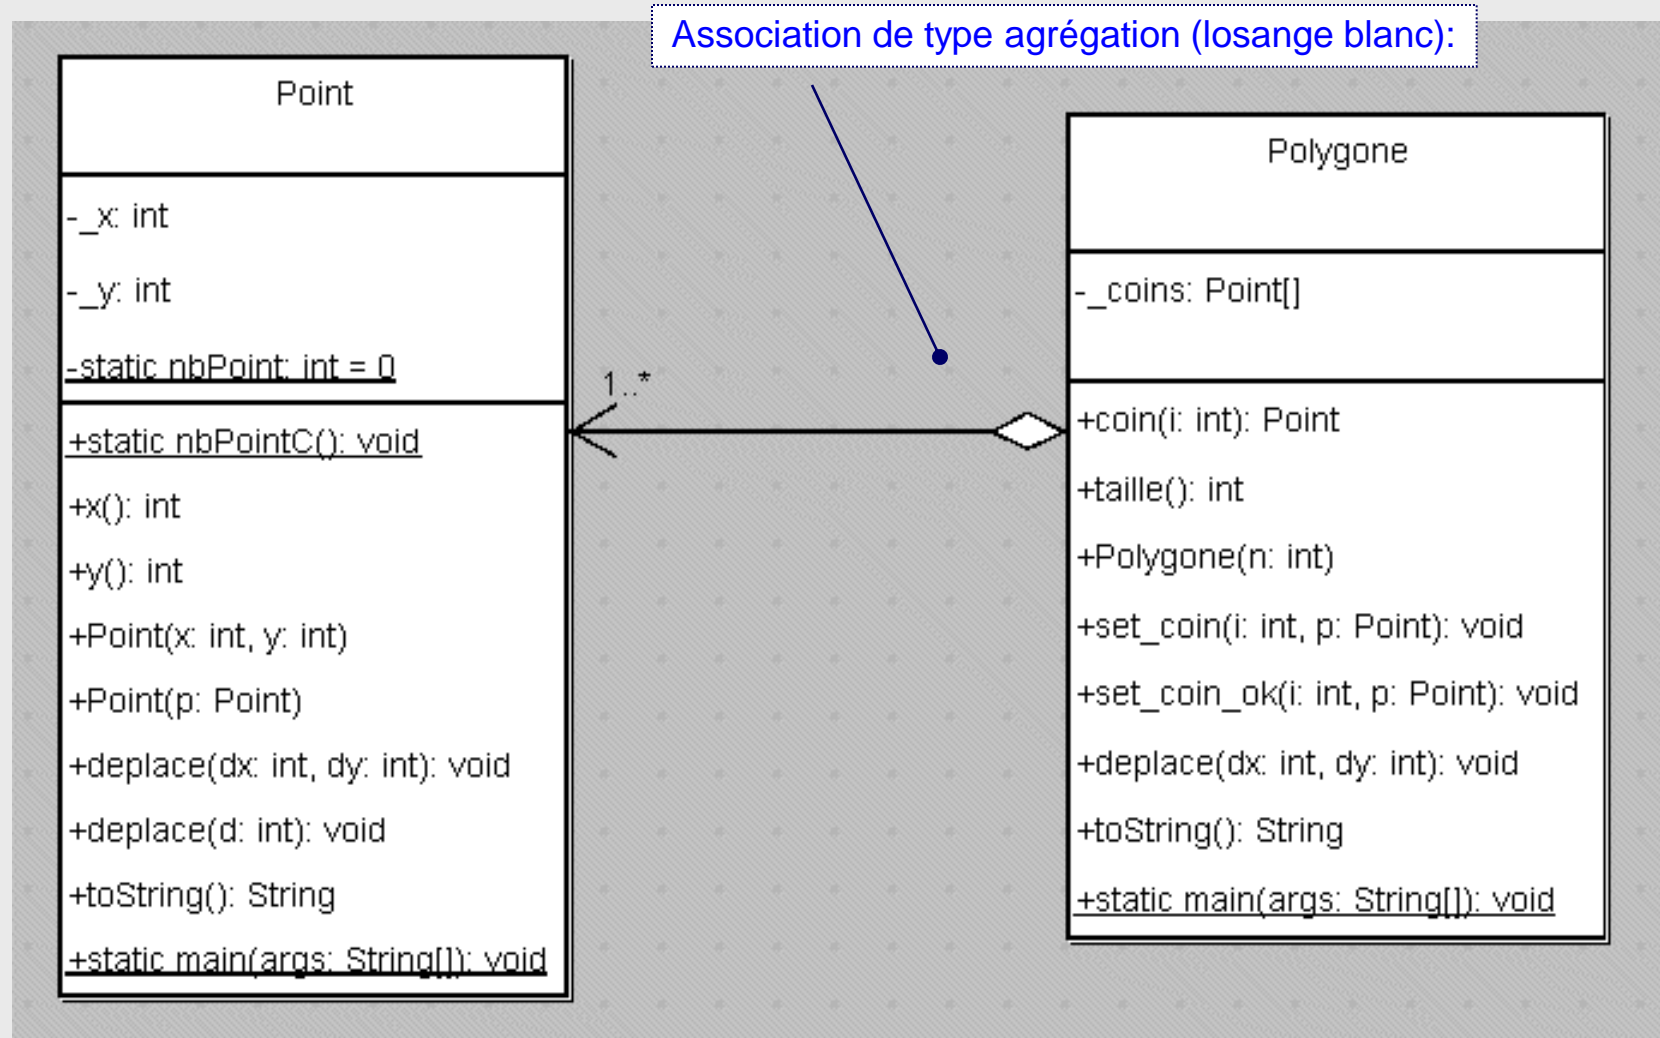 Association de type agrégation (losange blanc):
Point
-_x: int
-_y: int
-static nbPoint: int = 0
+static nbPointC(): void
+x(): int
+y(): int
+Point(x: int, y: int)
+Point(p: Point)
+deplace(dx: int, dy: int): void
+deplace(d: int): void
+toString(): String
+static main(args: String[]): void
1..*
Polygone
-_coins: Point[]
+coin(i: int): Point
+taille(): int
+Polygone(n: int)
+set_coin(i: int, p: Point): void
+set_coin_ok(i: int, p: Point): void
+deplace(dx: int, dy: int): void
+toString(): String
+static main(args: String[]): void